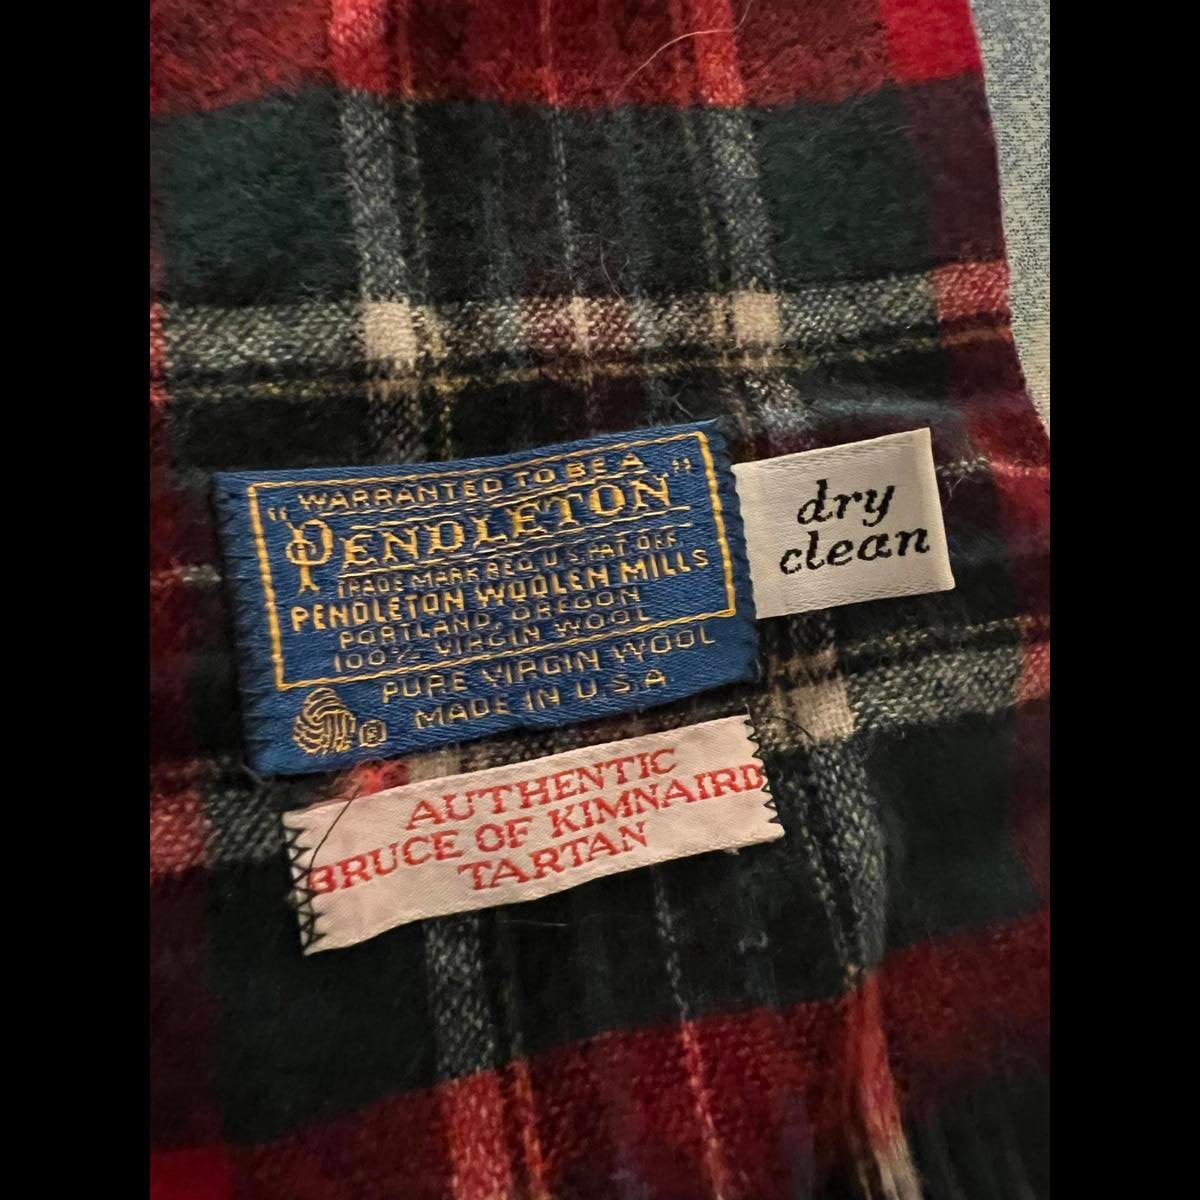 "WARRANTED TO BE A
PENDLETON"
TRADE MARK REG. U.S. PAT OFF
PENDLETON WOOLEN MILLS
PORTLAND, OREGON
100% VIRGIN WOOL
PURE VIRGIN WOOL
MADE IN U.S.A
dry
clean
AUTHENTIC
BRUCE OF KIMNAIRD
TARTAN